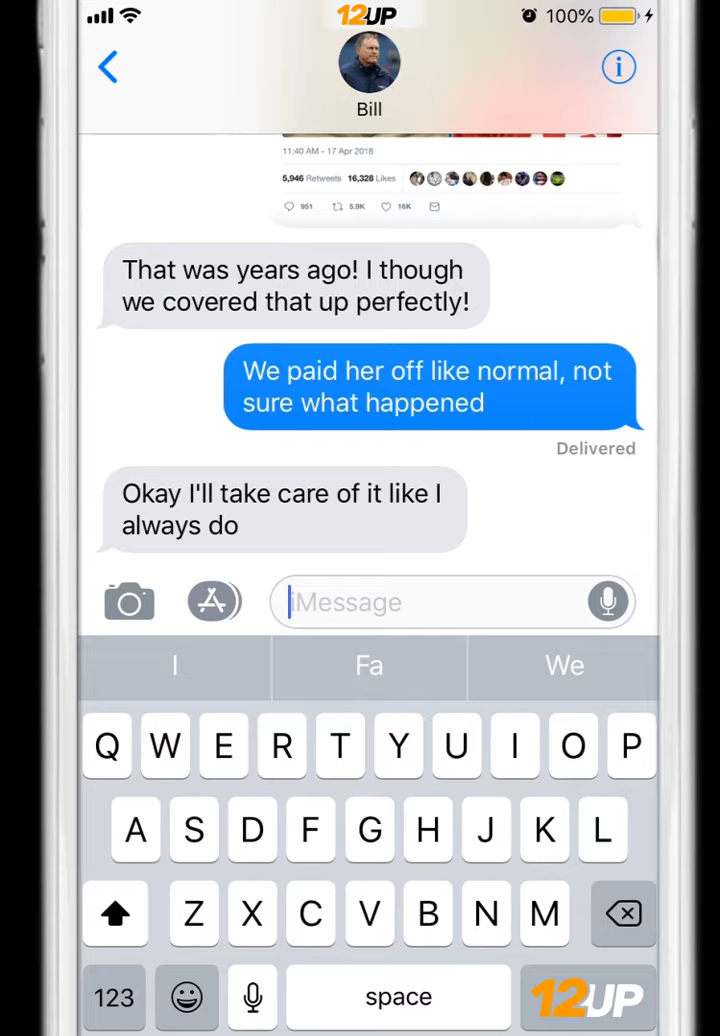 12UP
100%
Bill
11:40 AM - 17 Apr 2018
5,946 Retweets 16,328 Likes
951 5.9K 16K
That was years ago! I though
we covered that up perfectly!
We paid her off like normal, not
sure what happened
Delivered
Okay I'll take care of it like I
always do
iMessage
I Fa We
Q W E R T Y U I O P
A S D F G H J K L
Z X C V B N M
123 space 12UP